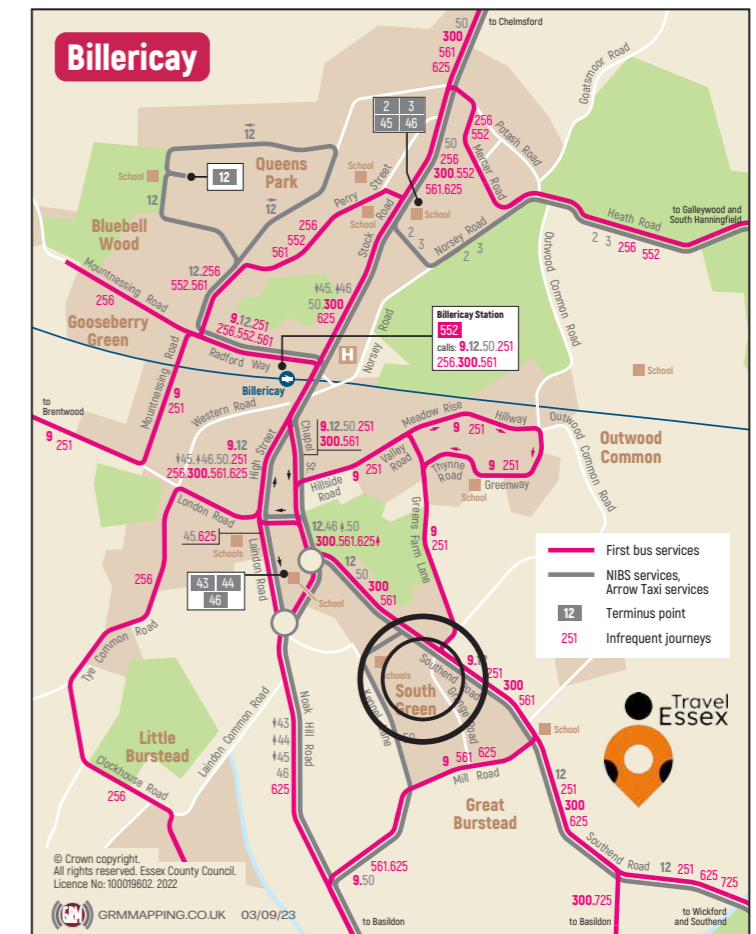 Billericay
50
300
561
625
to Chelmsford
Goatsmoor Road
2 3
45 46
256
552
Potash Road
Mercer Road
50
256
300.552
561.625
12
Queens
Park
School
12
12
12
School
Perry Street
School
School
Stock Road
2
3
Norsey Road
2
3
Heath Road
2 3 256 552
to Galleywood and
South Hanningfield
Bluebell
Wood
256
552
561
12.256
552.561
Mountnessing Road
256
Gooseberry
Green
9.12.251
256.552.561
Radford Way
45. 46
50.300
625
H
Norsey Road
Outwood Common Road
Billericay Station
552
calls: 9.12.50.251
256.300.561
School
Billericay
Mountnessing Road
9
251
to
Brentwood
9 251
Western Road
9.12
45. 46.50.251
256.300.561.625
High Street
Chapel St.
9.12.50.251
300.561
Meadow Rise
Hillway
9 251
Valley
Road
9 251
Hillside
Road
Thynne
Road
9 251
Greenway
School
Outwood Common Road
Outwood
Common
London Road
45.625
Schools
Laindon Road
12.46 .50
300.561.625
Greens Farm Lane
9
251
43 44
46
School
12
50
300
561
256
Tye Common Road
First bus services
NIBS services,
Arrow Taxi services
12 Terminus point
251 Infrequent journeys
Schools
South
Green
Southend Road
Grange Road
Kennel Lane
50
9.12
251
300
561
School
Travel
Essex
Noak Hill Road
43
44
45
46
625
Laindon Common Road
Little
Burstead
Clockhouse Road
256
9 561 625
Mill Road
Great
Burstead
12
251
300
625
Southend Road
12 251 625 725
561.625
9.50
to Basildon
300.725
to Basildon
to Wickford
and Southend
© Crown copyright.
All rights reserved. Essex County Council.
Licence No: 100019602. 2022
GRM GRMMAPPING.CO.UK 03/09/23